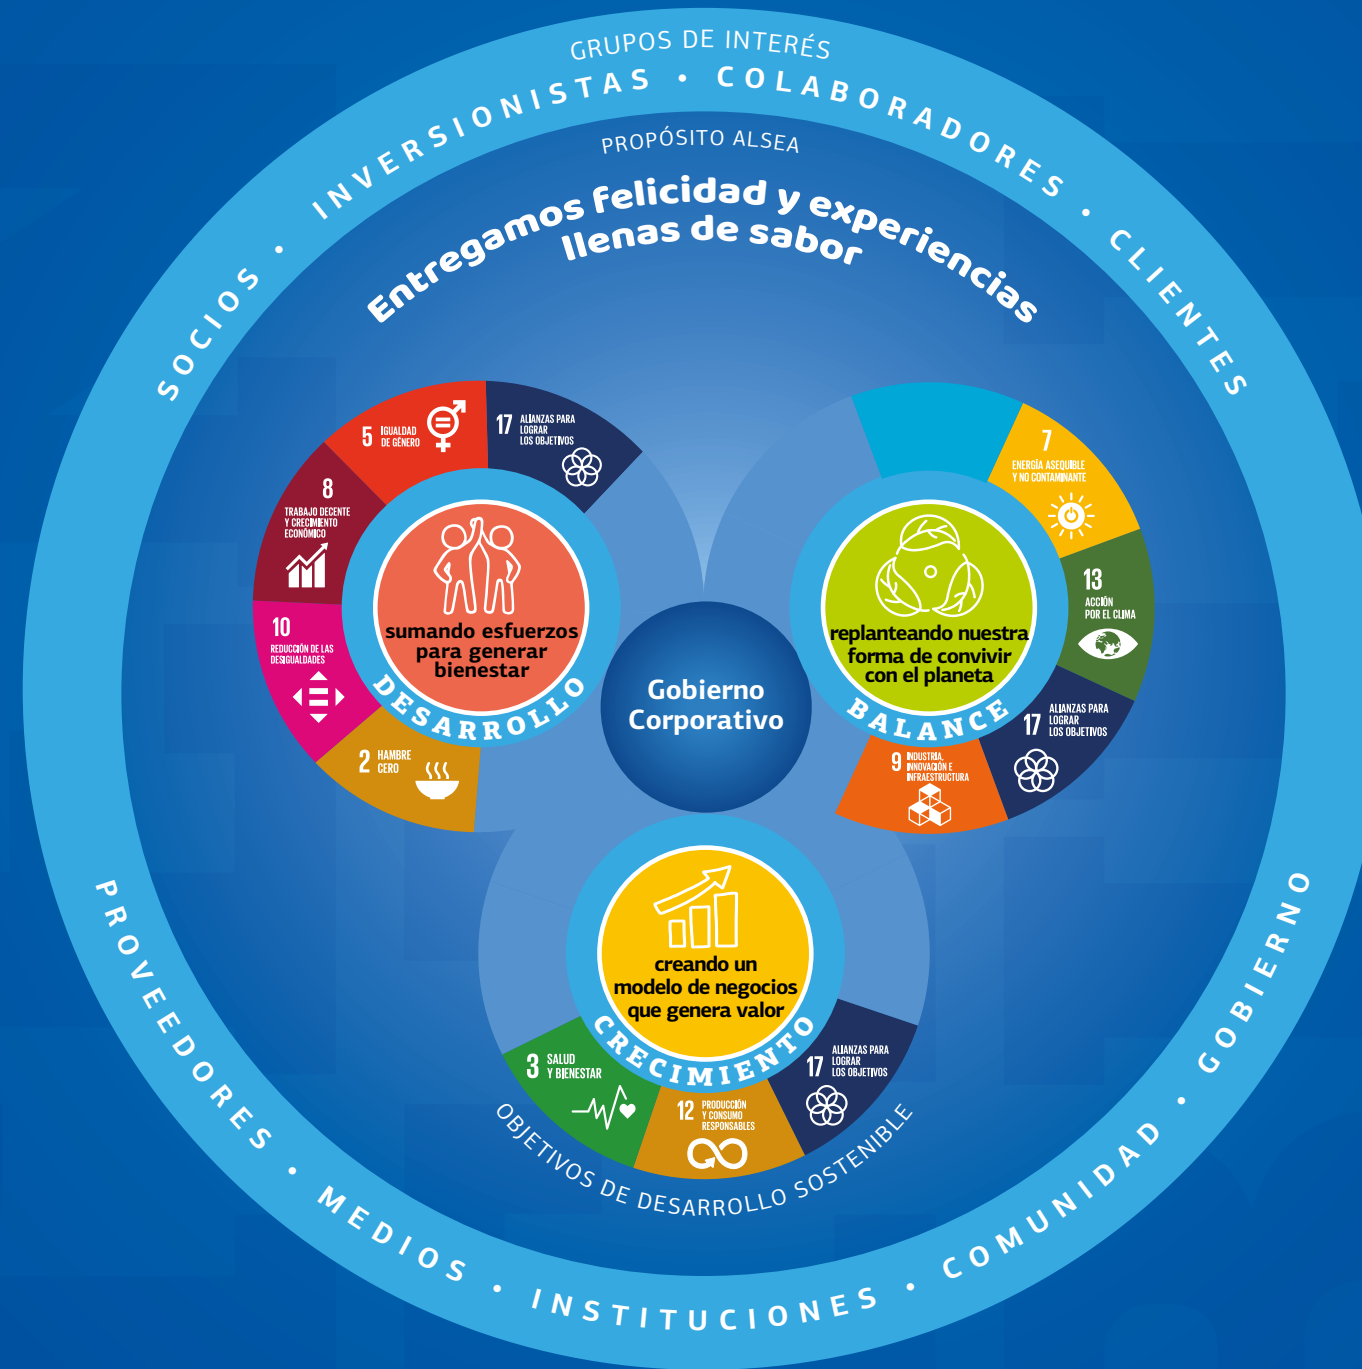 GRUPOS DE INTERÉS
SOCIOS • INVERSIONISTAS • COLABORADORES • CLIENTES
PROPÓSITO ALSEA
Entregamos felicidad y experiencias
llenas de sabor
17 ALIANZAS PARA
LOGRAR
LOS OBJETIVOS
5 IGUALDAD
DE GÉNERO
8
TRABAJO DECENTE
Y CRECIMIENTO
ECONÓMICO
10
REDUCCIÓN DE LAS
DESIGUALDADES
2 HAMBRE
CERO
sumando esfuerzos
para generar
bienestar
DESARROLLO
7
ENERGÍA ASEQUIBLE
Y NO CONTAMINANTE
13
ACCIÓN
POR EL CLIMA
17 ALIANZAS PARA
LOGRAR
LOS OBJETIVOS
9 INDUSTRIA,
INNOVACIÓN E
INFRAESTRUCTURA
replanteando nuestra
forma de convivir
con el planeta
BALANCE
Gobierno
Corporativo
creando un
modelo de negocios
que genera valor
CRECIMIENTO
3 SALUD
Y BIENESTAR
12 PRODUCCIÓN
Y CONSUMO
RESPONSABLES
17 ALIANZAS PARA
LOGRAR
LOS OBJETIVOS
OBJETIVOS DE DESARROLLO SOSTENIBLE
PROVEEDORES • MEDIOS • INSTITUCIONES • COMUNIDAD • GOBIERNO